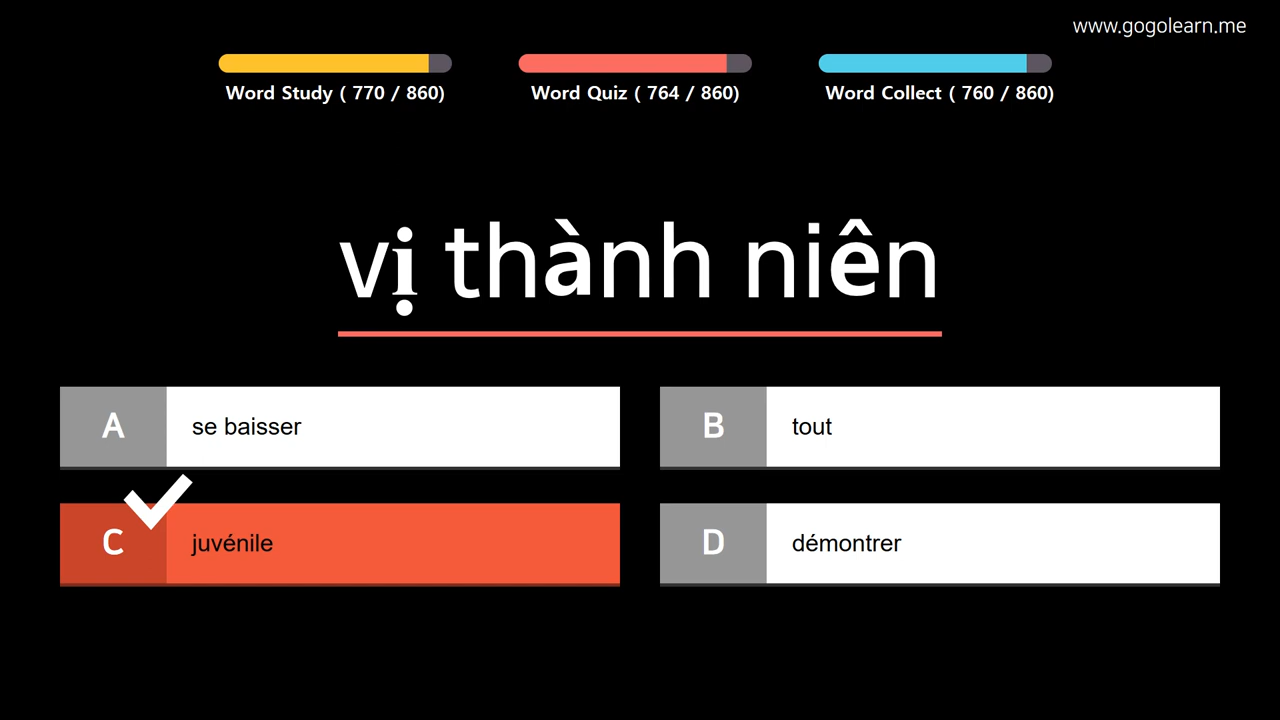 www.gogolearn.me
Word Study ( 770 / 860)
Word Quiz ( 764 / 860)
Word Collect ( 760 / 860)
vị thành niên
A se baisser
B tout
C juvénile
D démontrer